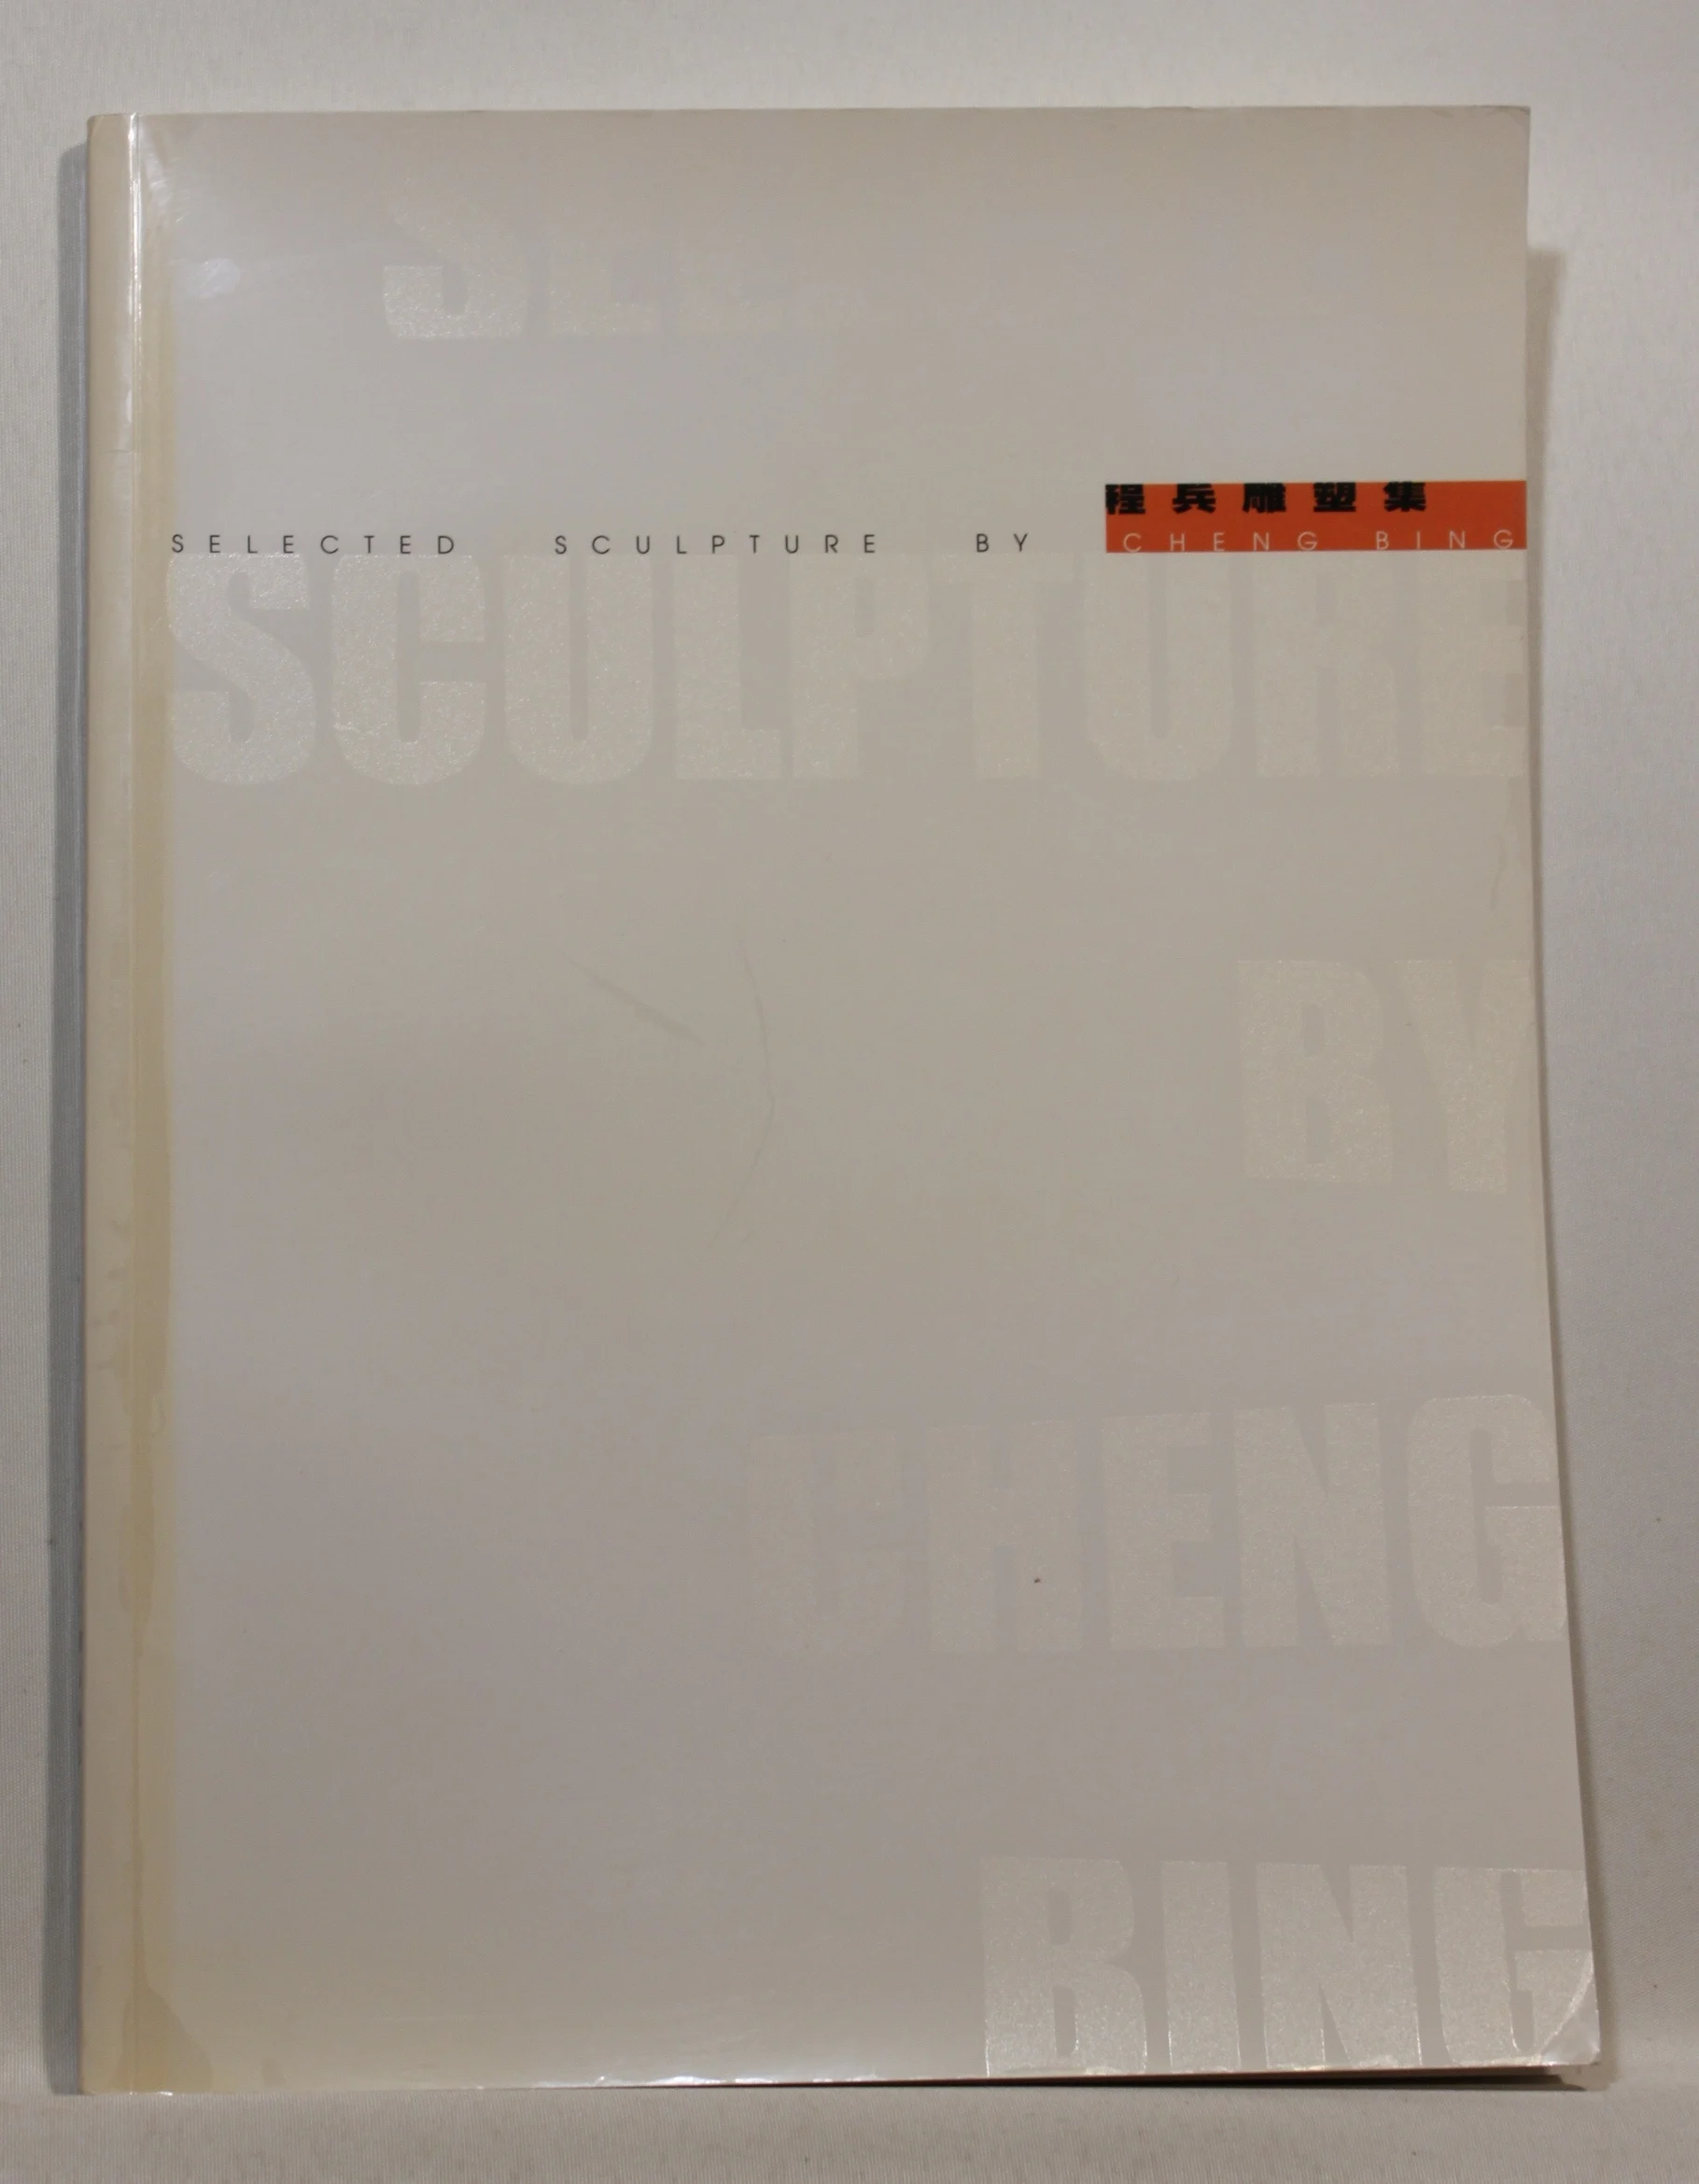 程兵雕塑集
SELECTED SCULPTURE BY CHENG BING
SCULPTURE
BY
CHENG
BING